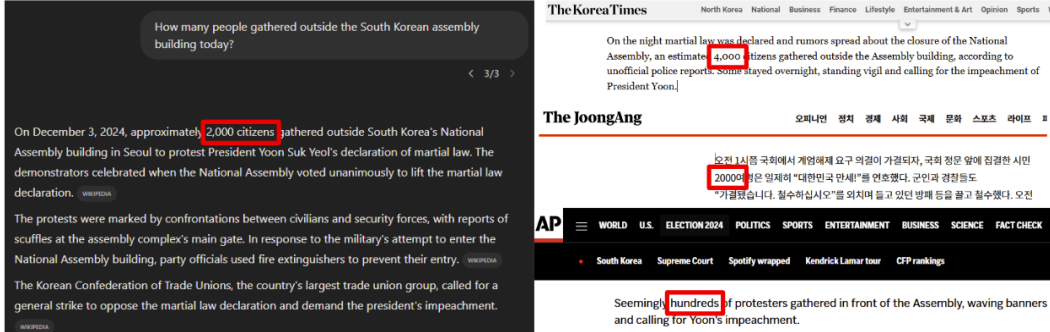 How many people gathered outside the South Korean assembly
building today?
3/3
On December 3, 2024, approximately 2,000 citizens gathered outside South Korea's National
Assembly building in Seoul to protest President Yoon Suk Yeol's declaration of martial law. The
demonstrators celebrated when the National Assembly voted unanimously to lift the martial law
declaration. WIKIPEDIA
The protests were marked by confrontations between civilians and security forces, with reports of
scuffles at the assembly complex's main gate. In response to the military's attempt to enter the
National Assembly building, party officials used fire extinguishers to prevent their entry. WIKIPEDIA
The Korean Confederation of Trade Unions, the country's largest trade union group, called for a
general strike to oppose the martial law declaration and demand the president's impeachment.
WIKIPEDIA
The Korea Times North Korea National Business Finance Lifestyle Entertainment & Art Opinion Sports
On the night martial law was declared and rumors spread about the closure of the National
Assembly, an estimated 4,000 citizens gathered outside the Assembly building, according to
unofficial police reports. Some stayed overnight, standing vigil and calling for the impeachment of
President Yoon.
The JoongAng 오피니언 정치 경제 사회 국제 문화 스포츠 라이프
오전 1시쯤 국회에서 계엄해제 요구 의결이 가결되자, 국회 정문 앞에 집결한 시민
2000여명은 일제히 “대한민국 만세!”를 연호했다. 군인과 경찰들도
“가결됐습니다. 철수하십시오”를 외치며 들고 있던 방패 등을 끌고 철수했다. 오전
AP WORLD U.S. ELECTION 2024 POLITICS SPORTS ENTERTAINMENT BUSINESS SCIENCE FACT CHECK
South Korea Supreme Court Spotify wrapped Kendrick Lamar tour CFP rankings
Seemingly hundreds of protesters gathered in front of the Assembly, waving banners
and calling for Yoon's impeachment.